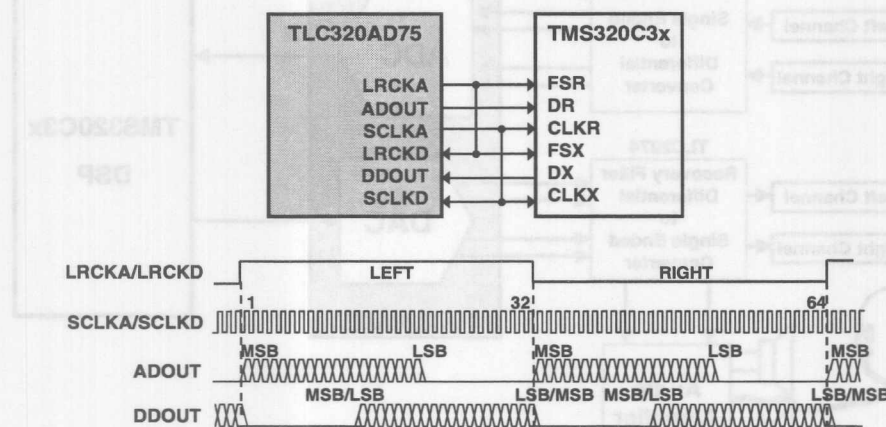 TLC320AD75
TMS320C3x
LRCKA
FSR
ADOUT
DR
SCLKA
CLKR
LRCKD
FSX
DDOUT
DX
SCLKD
CLKX
LRCKA/LRCKD
LEFT
RIGHT
1
32
64
SCLKA/SCLKD
MSB
LSB
MSB
LSB
MSB
ADOUT
MSB/LSB
LSB/MSB
MSB/LSB
LSB/MSB
DDOUT